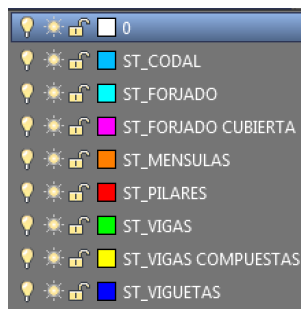 0
ST_CODAL
ST_FORJADO
ST_FORJADO CUBIERTA
ST_MENSULAS
ST_PILARES
ST_VIGAS
ST_VIGAS COMPUESTAS
ST_VIGUETAS